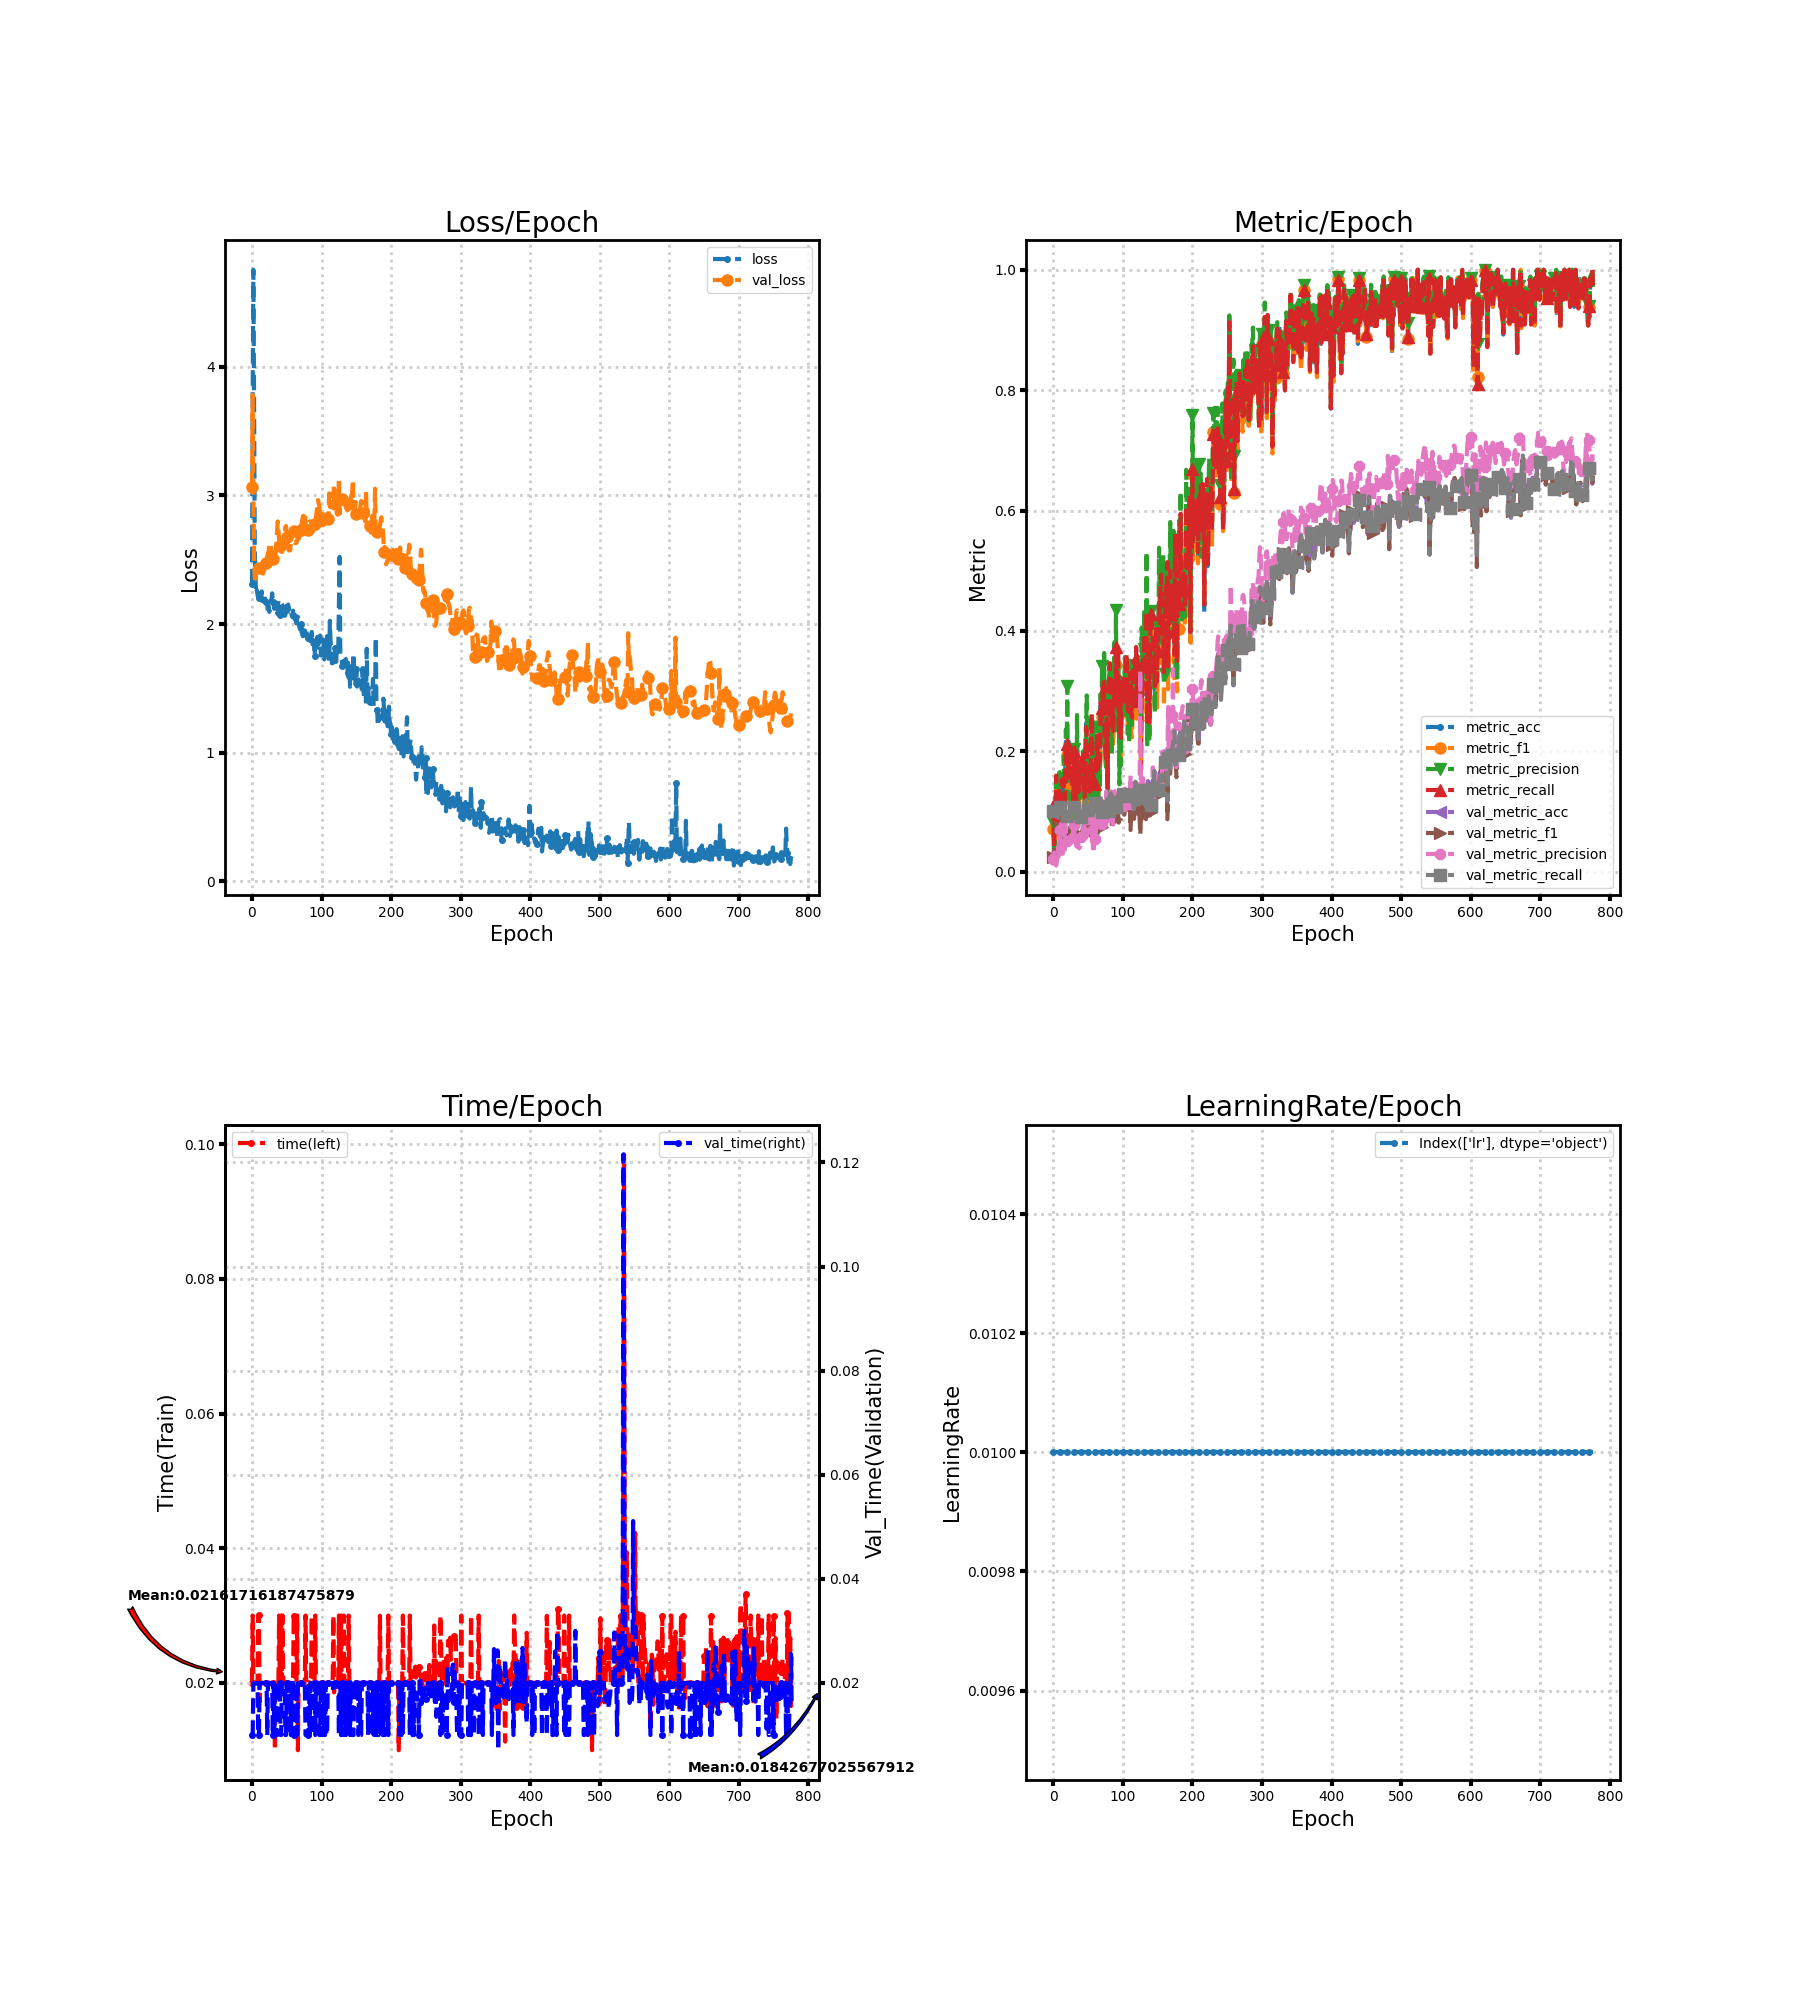 Loss/Epoch
loss
val_loss
4
3
2
1
0
Loss
0 100 200 300 400 500 600 700 800
Epoch
Metric/Epoch
1.0
0.8
0.6
0.4
0.2
0.0
Metric
metric_acc
metric_f1
metric_precision
metric_recall
val_metric_acc
val_metric_f1
val_metric_precision
val_metric_recall
0 100 200 300 400 500 600 700 800
Epoch
Time/Epoch
time(left)
val_time(right)
0.10
0.08
0.06
0.04
0.02
Time(Train)
0.12
0.10
0.08
0.06
0.04
0.02
Val_Time(Validation)
Mean:0.02161716187475879
Mean:0.01842677025567912
0 100 200 300 400 500 600 700 800
Epoch
LearningRate/Epoch
Index(['lr'], dtype='object')
0.0104
0.0102
0.0100
0.0098
0.0096
LearningRate
0 100 200 300 400 500 600 700 800
Epoch